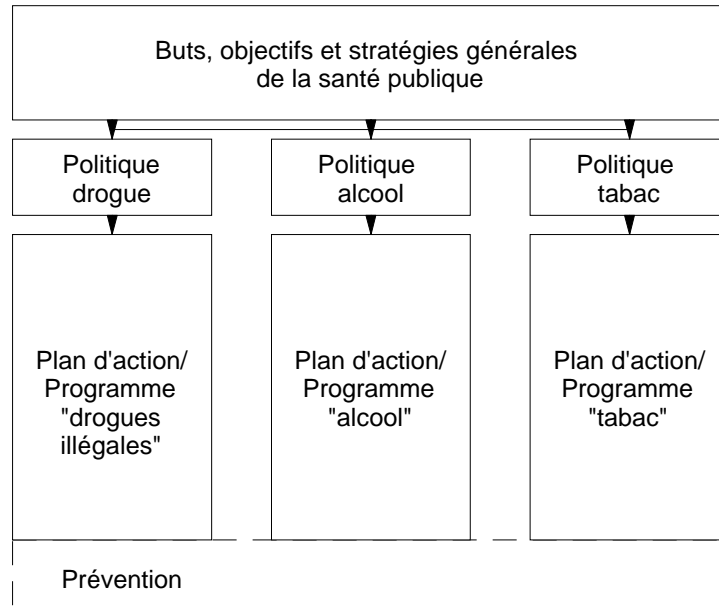 Buts, objectifs et stratégies générales
de la santé publique
Politique
drogue
Politique
alcool
Politique
tabac
Plan d'action/
Programme
"drogues
illégales"
Plan d'action/
Programme
"alcool"
Plan d'action/
Programme
"tabac"
Prévention